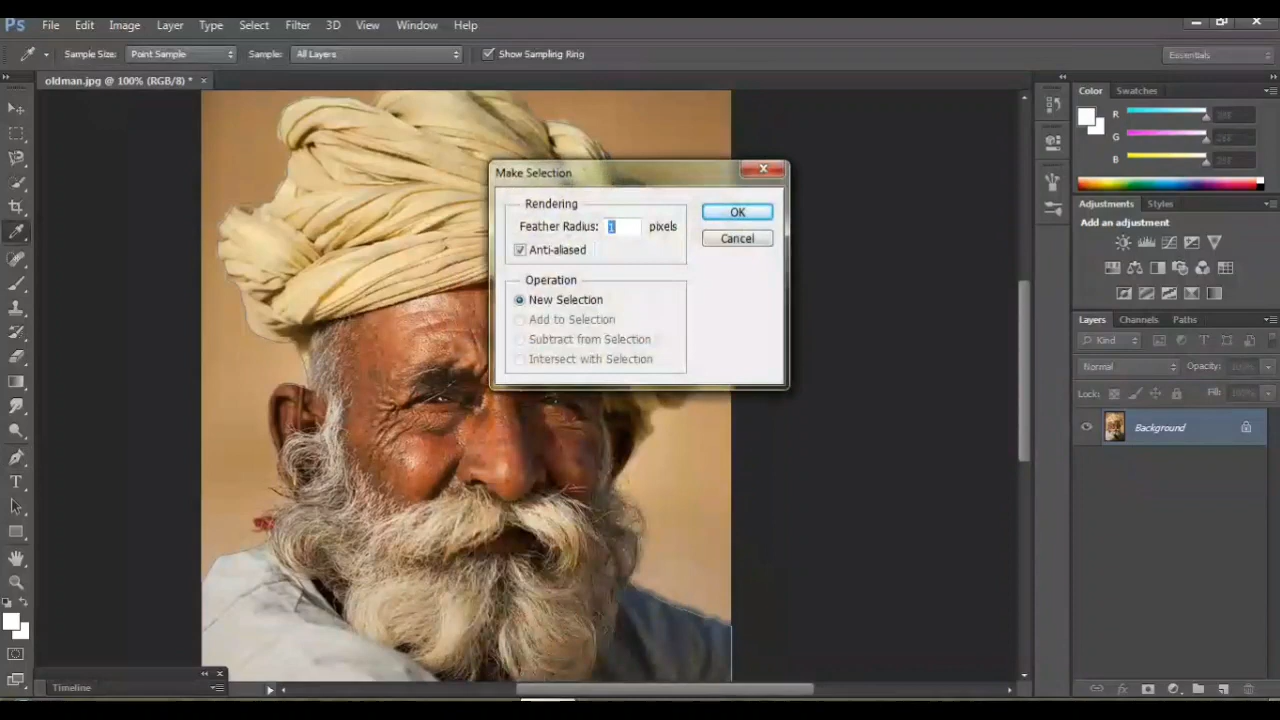 Ps File Edit Image Layer Type Select Filter 3D View Window Help
Sample Size: Point Sample Sample: All Layers Show Sampling Ring Essentials
oldman.jpg @ 100% (RGB/8) * ×
Color Swatches
R
G
B
Make Selection
Rendering
Feather Radius: 1 pixels
Anti-aliased
OK
Cancel
Operation
New Selection
Add to Selection
Subtract from Selection
Intersect with Selection
Adjustments Styles
Add an adjustment
Layers Channels Paths
Kind
Normal Opacity: 100%
Lock: Fill: 100%
Background
Timeline